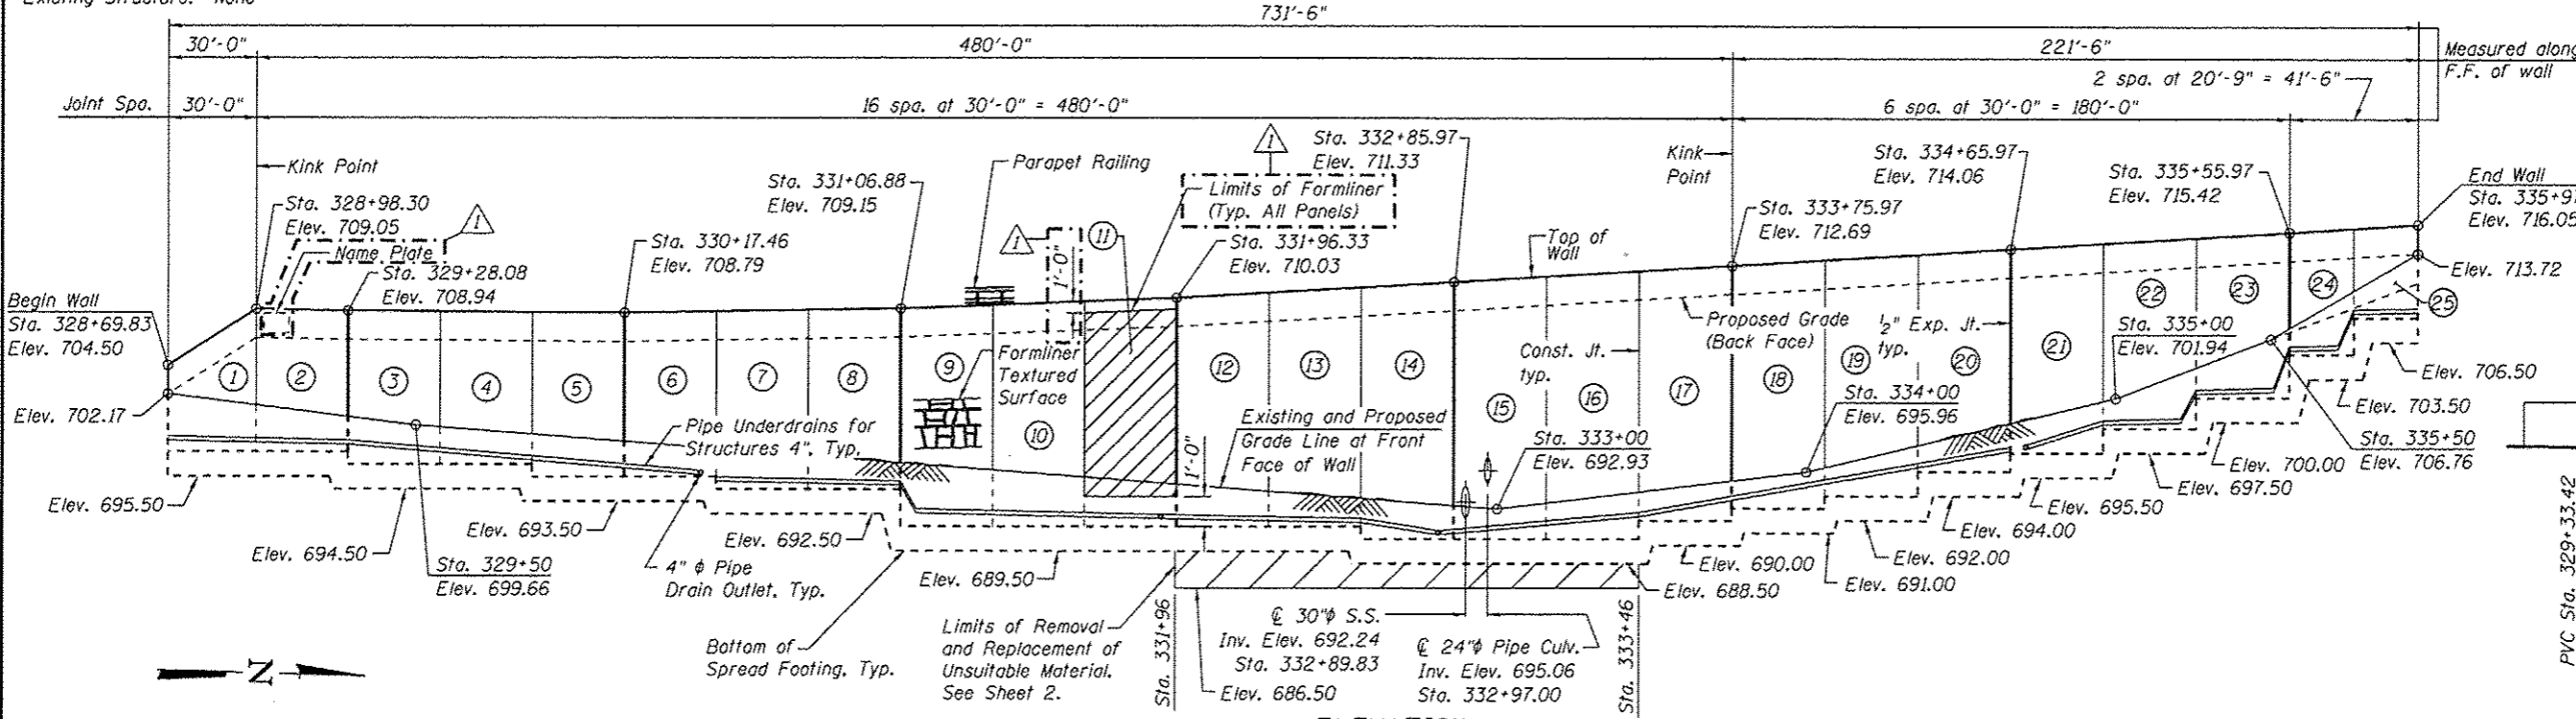 Existing Structure: None
731'-6"
30'-0"
480'-0"
221'-6"
Measured along
F.F. of wall
2 spa. at 20'-9" = 41'-6"
Joint Spa.
30'-0"
16 spa. at 30'-0" = 480'-0"
6 spa. at 30'-0" = 180'-0"
Kink Point
Sta. 328+98.30
Elev. 709.05
Name Plate
1
Sta. 329+28.08
Elev. 708.94
Sta. 330+17.46
Elev. 708.79
Sta. 331+06.88
Elev. 709.15
Parapet Railing
1
1'-0"
1
Limits of Formliner
(Typ. All Panels)
Sta. 331+96.33
Elev. 710.03
Sta. 332+85.97
Elev. 711.33
Top of
Wall
Kink
Point
Sta. 333+75.97
Elev. 712.69
Sta. 334+65.97
Elev. 714.06
Sta. 335+55.97
Elev. 715.42
End Wall
Sta. 335+97
Elev. 716.05
Elev. 713.72
Begin Wall
Sta. 328+69.83
Elev. 704.50
Elev. 702.17
1
2
3
4
5
6
7
8
9
10
11
12
13
14
15
16
17
18
19
20
21
22
23
24
25
Formliner
Textured
Surface
Pipe Underdrains for
Structures 4", Typ.
1'-0"
Existing and Proposed
Grade Line at Front
Face of Wall
Const. Jt.
typ.
Proposed Grade
(Back Face)
½" Exp. Jt.
typ.
Sta. 333+00
Elev. 692.93
Sta. 334+00
Elev. 695.96
Sta. 335+00
Elev. 701.94
Sta. 335+50
Elev. 706.76
Elev. 695.50
Elev. 694.50
Sta. 329+50
Elev. 699.66
Elev. 693.50
4" ϕ Pipe
Drain Outlet, Typ.
Elev. 692.50
Bottom of
Spread Footing, Typ.
Elev. 689.50
Limits of Removal
and Replacement of
Unsuitable Material.
See Sheet 2.
Sta. 331+96
Elev. 686.50
℄ 30"ϕ S.S.
Inv. Elev. 692.24
Sta. 332+89.83
℄ 24"ϕ Pipe Culv.
Inv. Elev. 695.06
Sta. 332+97.00
Sta. 333+46
Elev. 688.50
Elev. 690.00
Elev. 691.00
Elev. 692.00
Elev. 694.00
Elev. 695.50
Elev. 697.50
Elev. 700.00
Elev. 703.50
Elev. 706.50
PVC Sta. 329+33.42
N